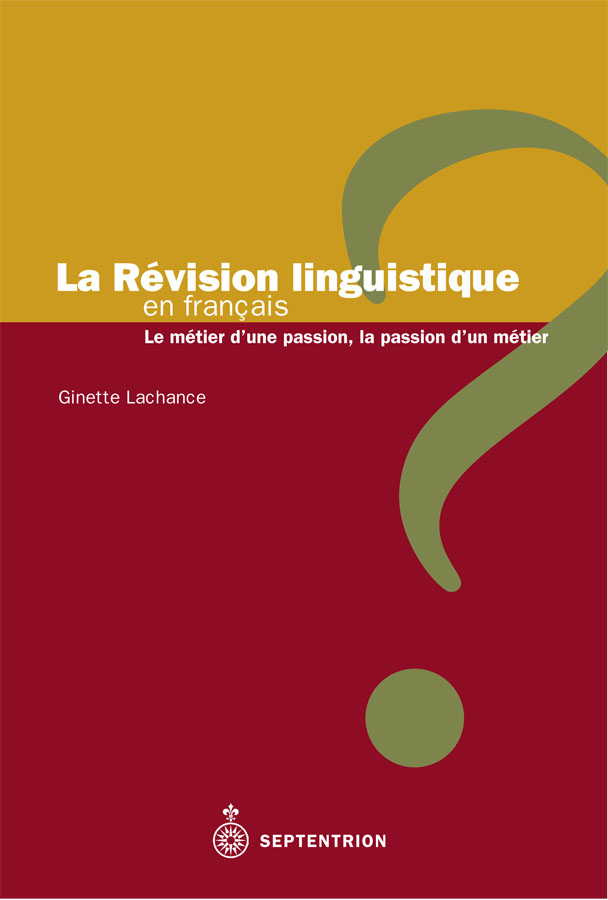 La Révision linguistique
en français
Le métier d’une passion, la passion d’un métier
Ginette Lachance
SEPTENTRION